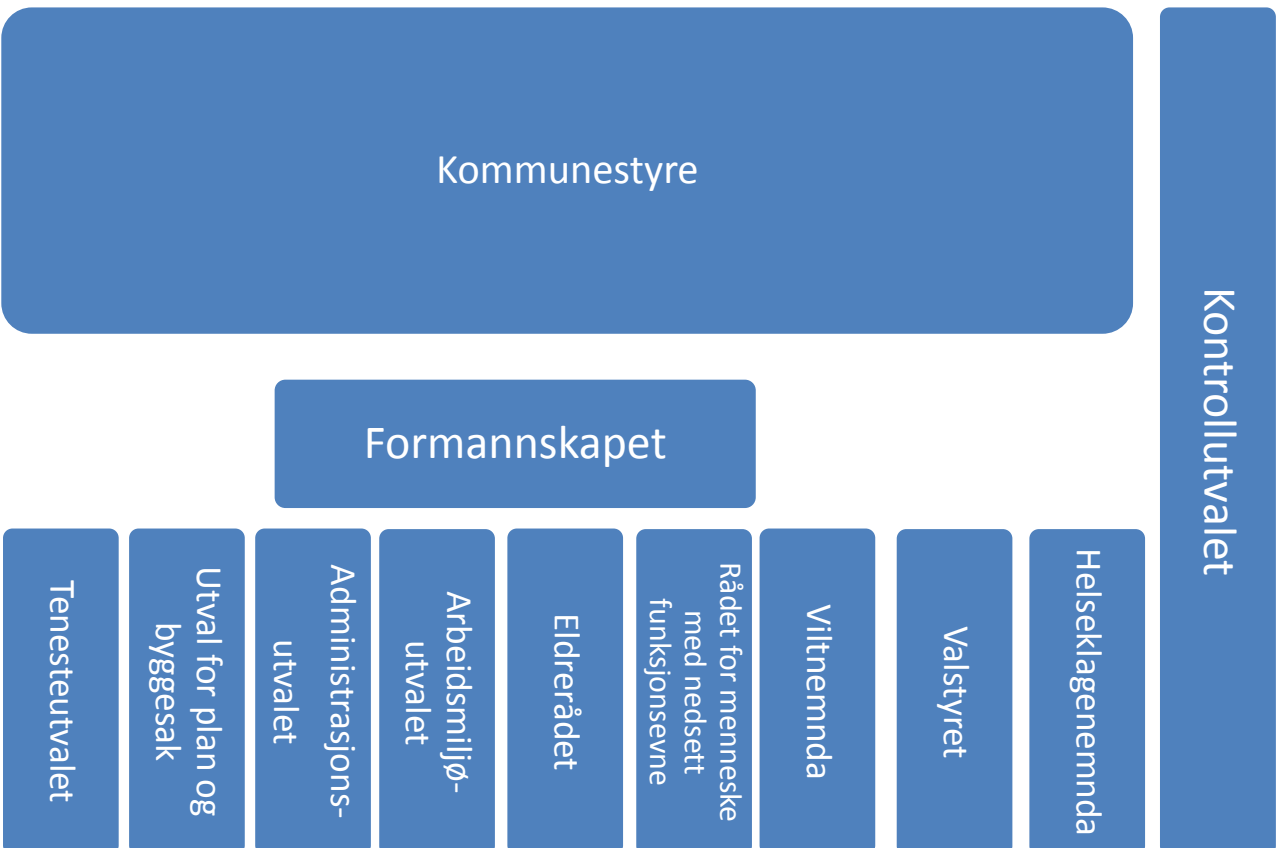 Kommunestyre
Kontrollutvalet
Formannskapet
Tenesteutvalet
Utval for plan og
byggesak
Administrasjons-
utvalet
Arbeidsmiljø-
utvalet
Eldrerådet
Rådet for menneske
med nedsett
funksjonsevne
Viltnemnda
Valstyret
Helseklagenemnda